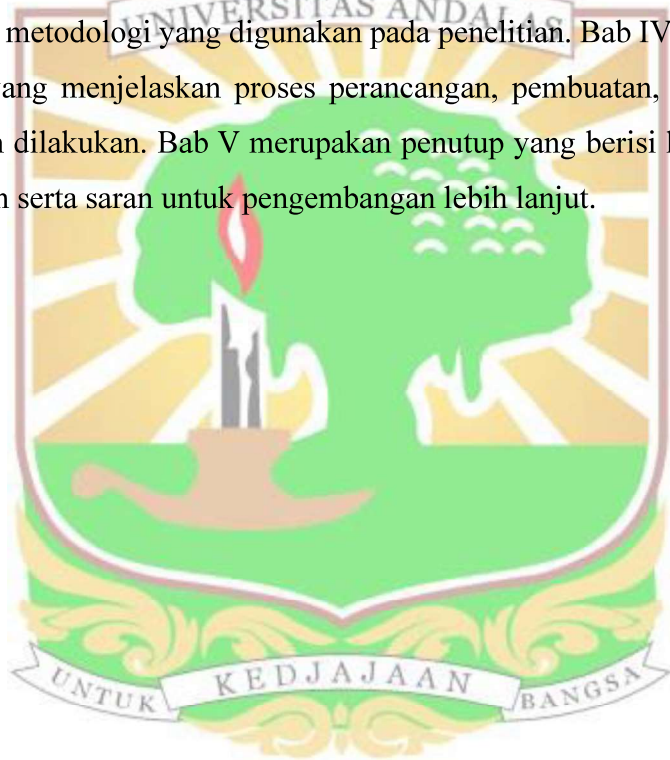 UNIVERSITAS ANDALAS
metodologi yang digunakan pada penelitian. Bab IV
yang menjelaskan proses perancangan, pembuatan,
dilakukan. Bab V merupakan penutup yang berisi
serta saran untuk pengembangan lebih lanjut.
UNTUK KEDJAJAAN BANGSA